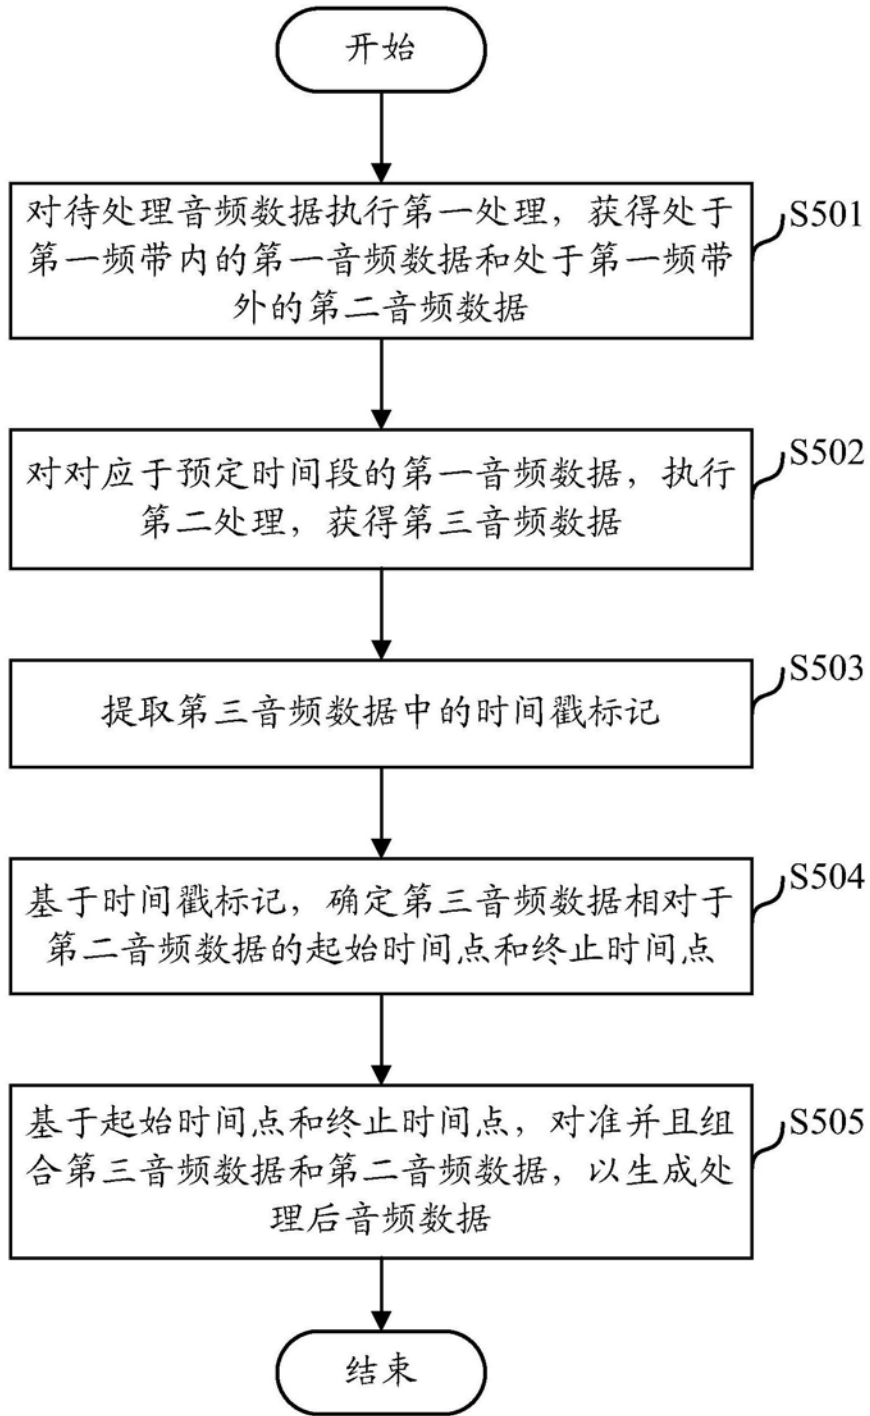 开始
对待处理音频数据执行第一处理，获得处于
第一频带内的第一音频数据和处于第一频带
外的第二音频数据
S501
对对应于预定时间段的第一音频数据，执行
第二处理，获得第三音频数据
S502
提取第三音频数据中的时间戳标记
S503
基于时间戳标记，确定第三音频数据相对于
第二音频数据的起始时间点和终止时间点
S504
基于起始时间点和终止时间点，对准并且组
合第三音频数据和第二音频数据，以生成处
理后音频数据
S505
结束